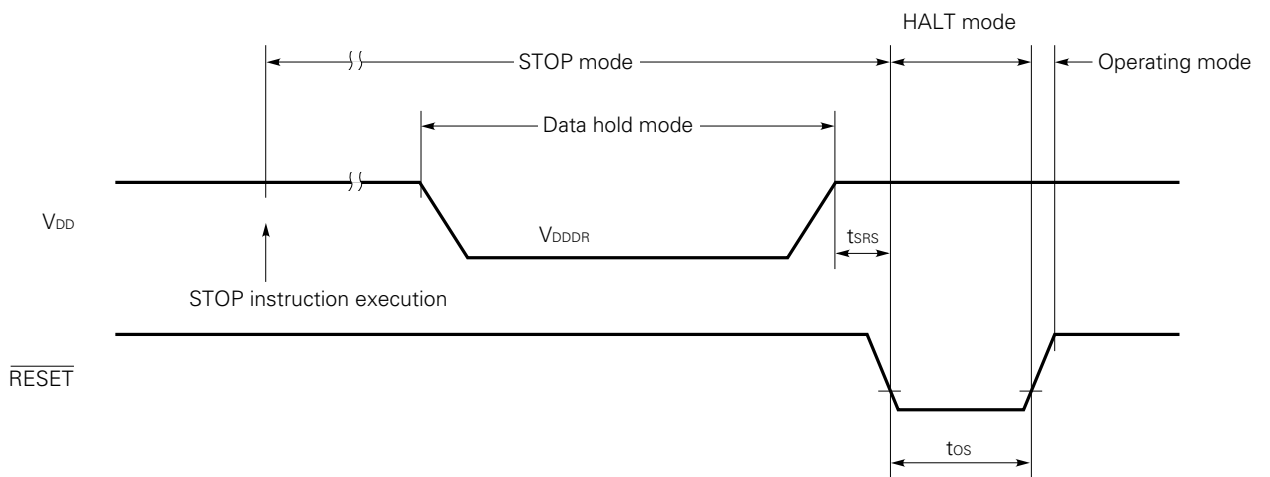 HALT mode
STOP mode
Operating mode
Data hold mode
VDD
VDDDR
tSRS
STOP instruction execution
RESET
tOS